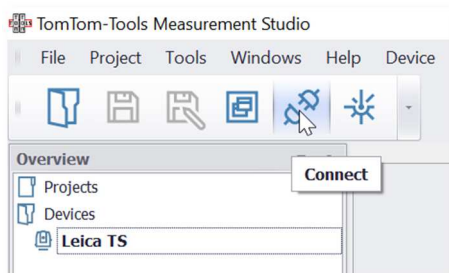 TomTom-Tools Measurement Studio
File Project Tools Windows Help Device
Connect
Overview
Projects
Devices
Leica TS